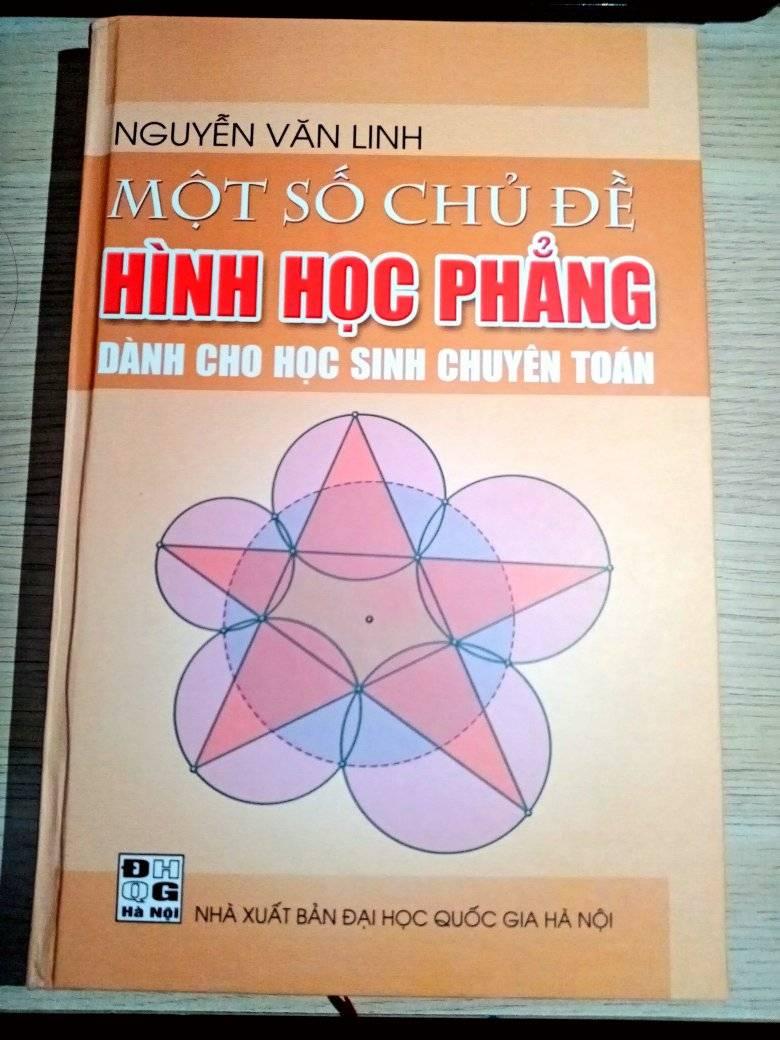 NGUYỄN VĂN LINH
MỘT SỐ CHỦ ĐỀ
HÌNH HỌC PHẲNG
DÀNH CHO HỌC SINH CHUYÊN TOÁN
ĐH
QG
HÀ NỘI
NHÀ XUẤT BẢN ĐẠI HỌC QUỐC GIA HÀ NỘI